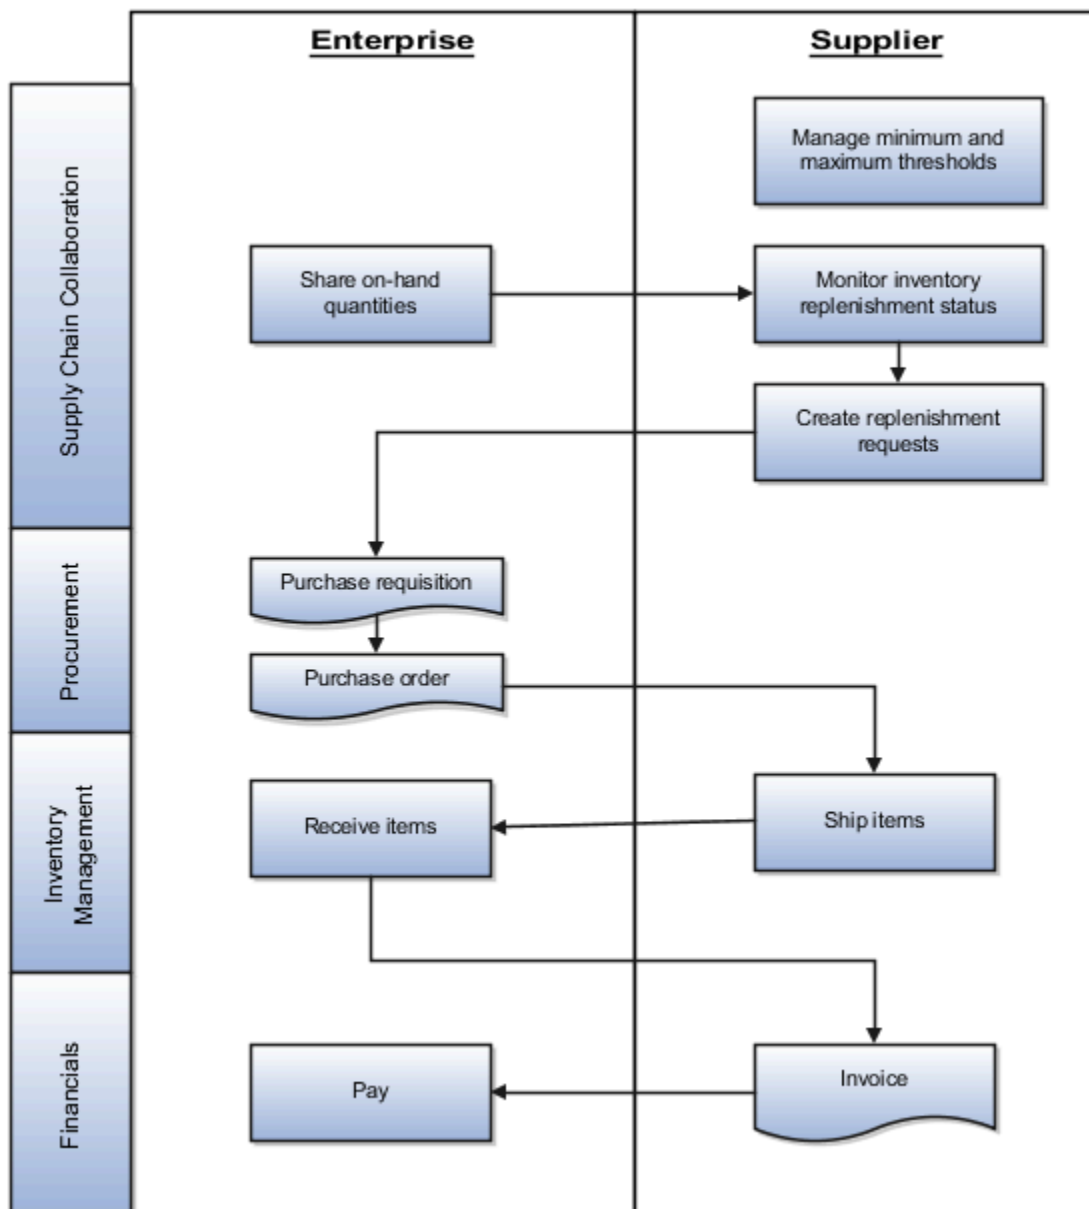 Enterprise
Supplier
Supply Chain Collaboration
Manage minimum and
maximum thresholds
Share on-hand
quantities
Monitor inventory
replenishment status
Create replenishment
requests
Procurement
Purchase requisition
Purchase order
Inventory
Management
Receive items
Ship items
Financials
Pay
Invoice